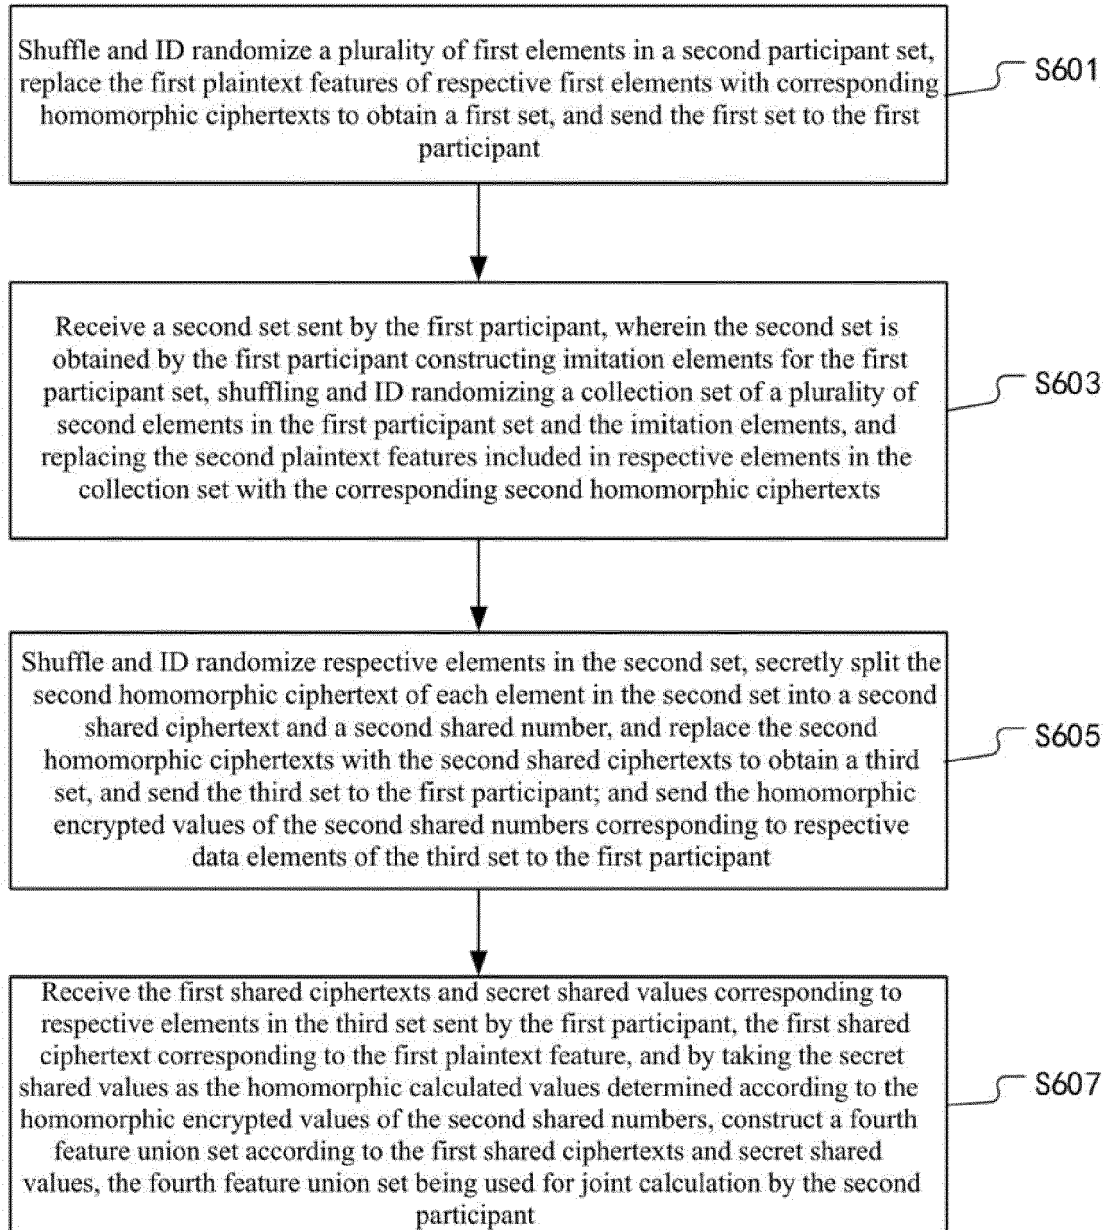 Shuffle and ID randomize a plurality of first elements in a second participant set,
replace the first plaintext features of respective first elements with corresponding
homomorphic ciphertexts to obtain a first set, and send the first set to the first
participant
S601
Receive a second set sent by the first participant, wherein the second set is
obtained by the first participant constructing imitation elements for the first
participant set, shuffling and ID randomizing a collection set of a plurality of
second elements in the first participant set and the imitation elements, and
replacing the second plaintext features included in respective elements in the
collection set with the corresponding second homomorphic ciphertexts
S603
Shuffle and ID randomize respective elements in the second set, secretly split the
second homomorphic ciphertext of each element in the second set into a second
shared ciphertext and a second shared number, and replace the second
homomorphic ciphertexts with the second shared ciphertexts to obtain a third
set, and send the third set to the first participant; and send the homomorphic
encrypted values of the second shared numbers corresponding to respective
data elements of the third set to the first participant
S605
Receive the first shared ciphertexts and secret shared values corresponding to
respective elements in the third set sent by the first participant, the first shared
ciphertext corresponding to the first plaintext feature, and by taking the secret
shared values as the homomorphic calculated values determined according to the
homomorphic encrypted values of the second shared numbers, construct a fourth
feature union set according to the first shared ciphertexts and secret shared
values, the fourth feature union set being used for joint calculation by the second
participant
S607